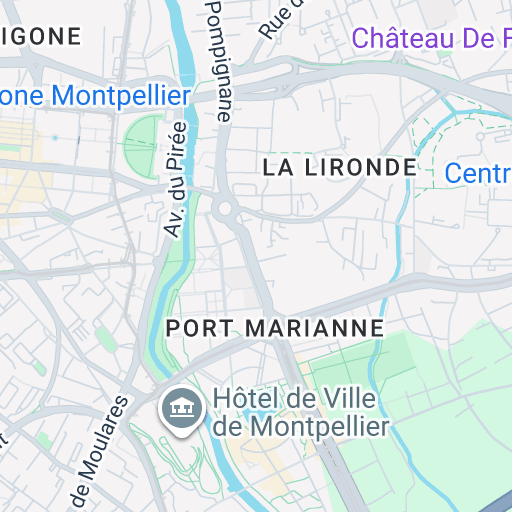 IGONE
Pompignane
Rue d
Château De F
one Montpellier
Av. du Pirée
LA LIRONDE
Centr
PORT MARIANNE
Hôtel de Ville
de Montpellier
de Moulares